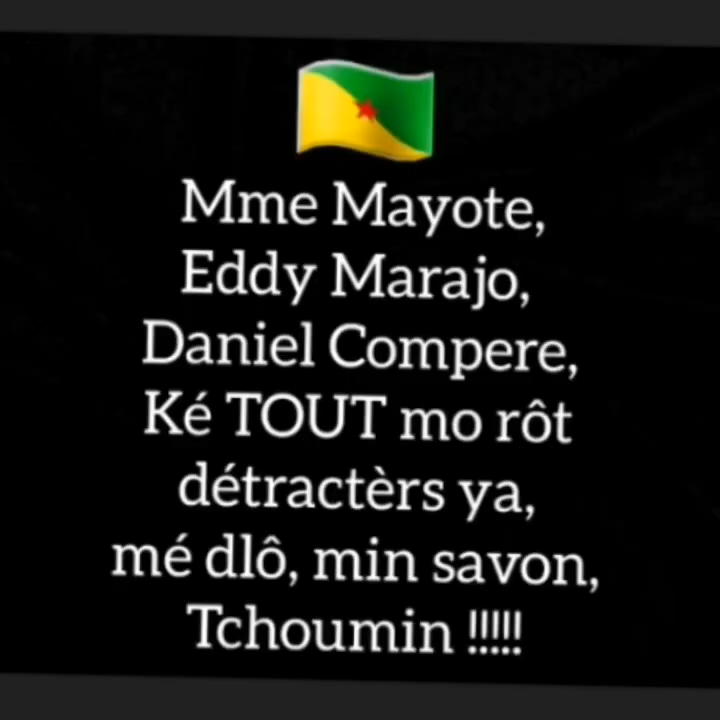 Mme Mayote,
Eddy Marajo,
Daniel Compere,
Ké TOUT mo rôt
détractèrs ya,
mé dlô, min savon,
Tchoumin !!!!!